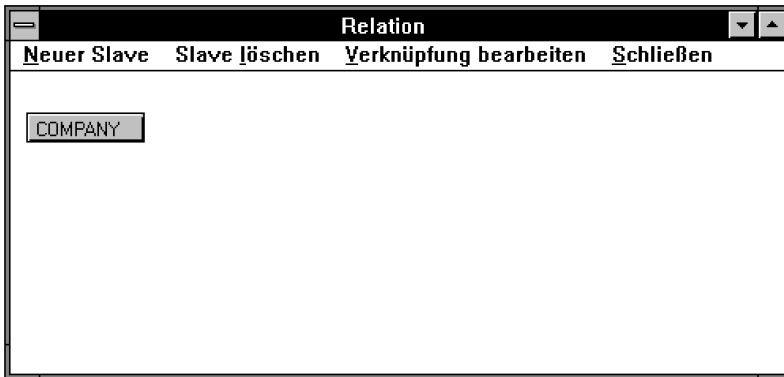 Relation
Neuer Slave Slave löschen Verknüpfung bearbeiten Schließen
COMPANY